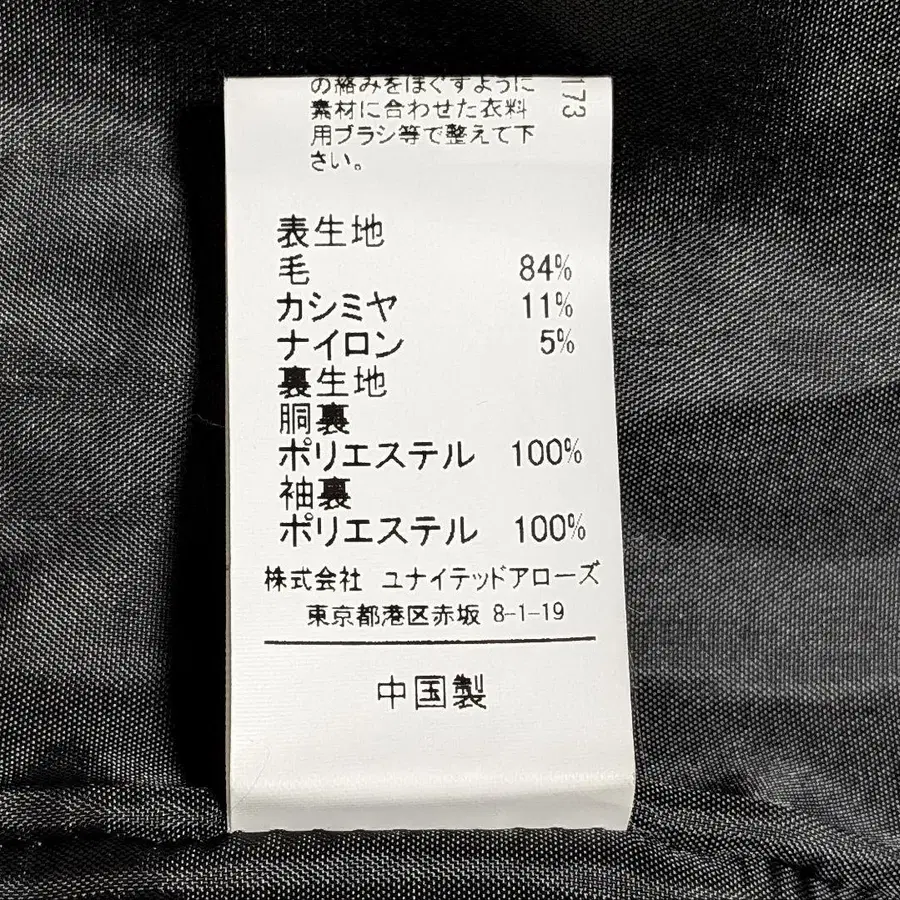 の絡みをほぐすように
素材に合わせた衣料
用ブラシ等で整えて下
さい。
173
表生地
毛 84%
カシミヤ 11%
ナイロン 5%
裏生地
胴裏
ポリエステル 100%
袖裏
ポリエステル 100%
株式会社 ユナイテッドアローズ
東京都港区赤坂 8-1-19
中国製